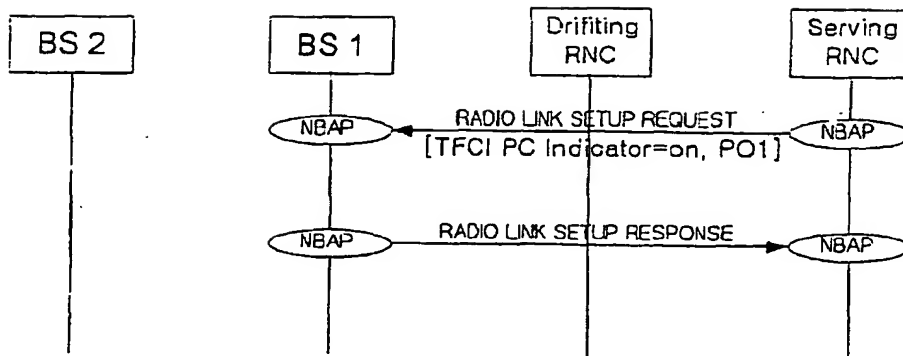 BS 2
BS 1
Drifiting
RNC
Serving
RNC
NBAP
RADIO LINK SETUP REQUEST
NBAP
[TFCI PC Indicator=on, PO1]
NBAP
RADIO LINK SETUP RESPONSE
NBAP